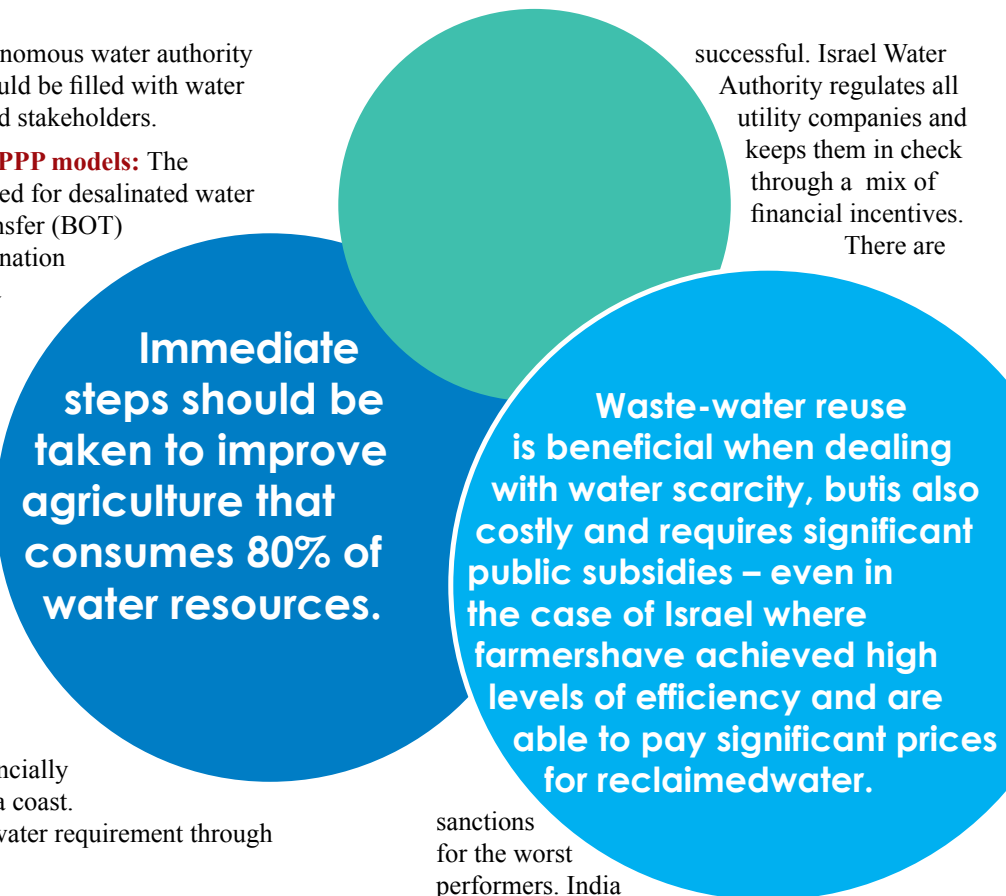 nomous water authority
uld be filled with water
d stakeholders.
PPP models: The
ed for desalinated water
nsfer (BOT)
nation
Immediate
steps should be
taken to improve
agriculture that
consumes 80% of
water resources.
ncially
a coast.
water requirement through
successful. Israel Water
Authority regulates all
utility companies and
keeps them in check
through a mix of
financial incentives.
There are
Waste-water reuse
is beneficial when dealing
with water scarcity, butis also
costly and requires significant
public subsidies – even in
the case of Israel where
farmershave achieved high
levels of efficiency and are
able to pay significant prices
for reclaimedwater.
sanctions
for the worst
performers. India